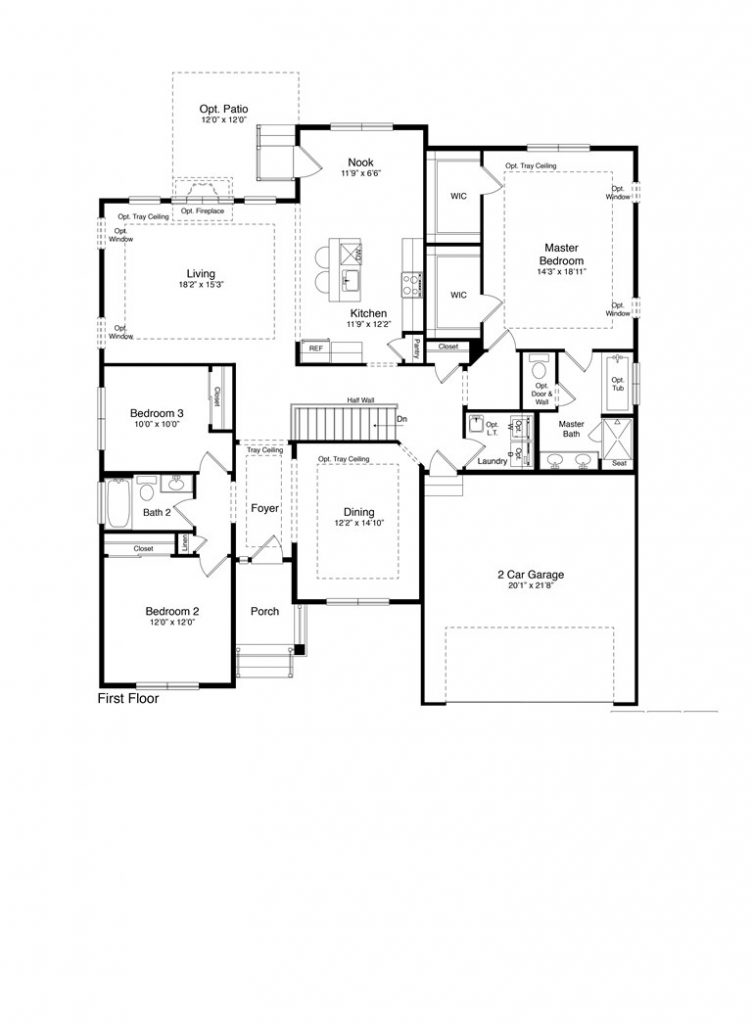 Opt. Patio
12'0" x 12'0"
Nook
11'9" x 6'6"
Opt. Tray Ceiling
WIC
Opt.
Window
Master
Bedroom
14'3" x 18'11"
Opt.
Window
Opt. Tray Ceiling
Opt. Fireplace
Opt.
Window
Living
18'2" x 15'3"
Opt.
Window
WIC
Kitchen
11'9" x 12'2"
REF
Pantry
Closet
Bedroom 3
10'0" x 10'0"
Closet
Half Wall
Dn
Opt.
Door &
Wall
Opt.
Tub
Master
Bath
Seat
Opt.
L.T.
Opt.
W
Opt.
D
Laundry
Tray Ceiling
Foyer
Opt. Tray Ceiling
Dining
12'2" x 14'10"
Bath 2
Closet
Linen
Bedroom 2
12'0" x 12'0"
Porch
2 Car Garage
20'1" x 21'8"
First Floor